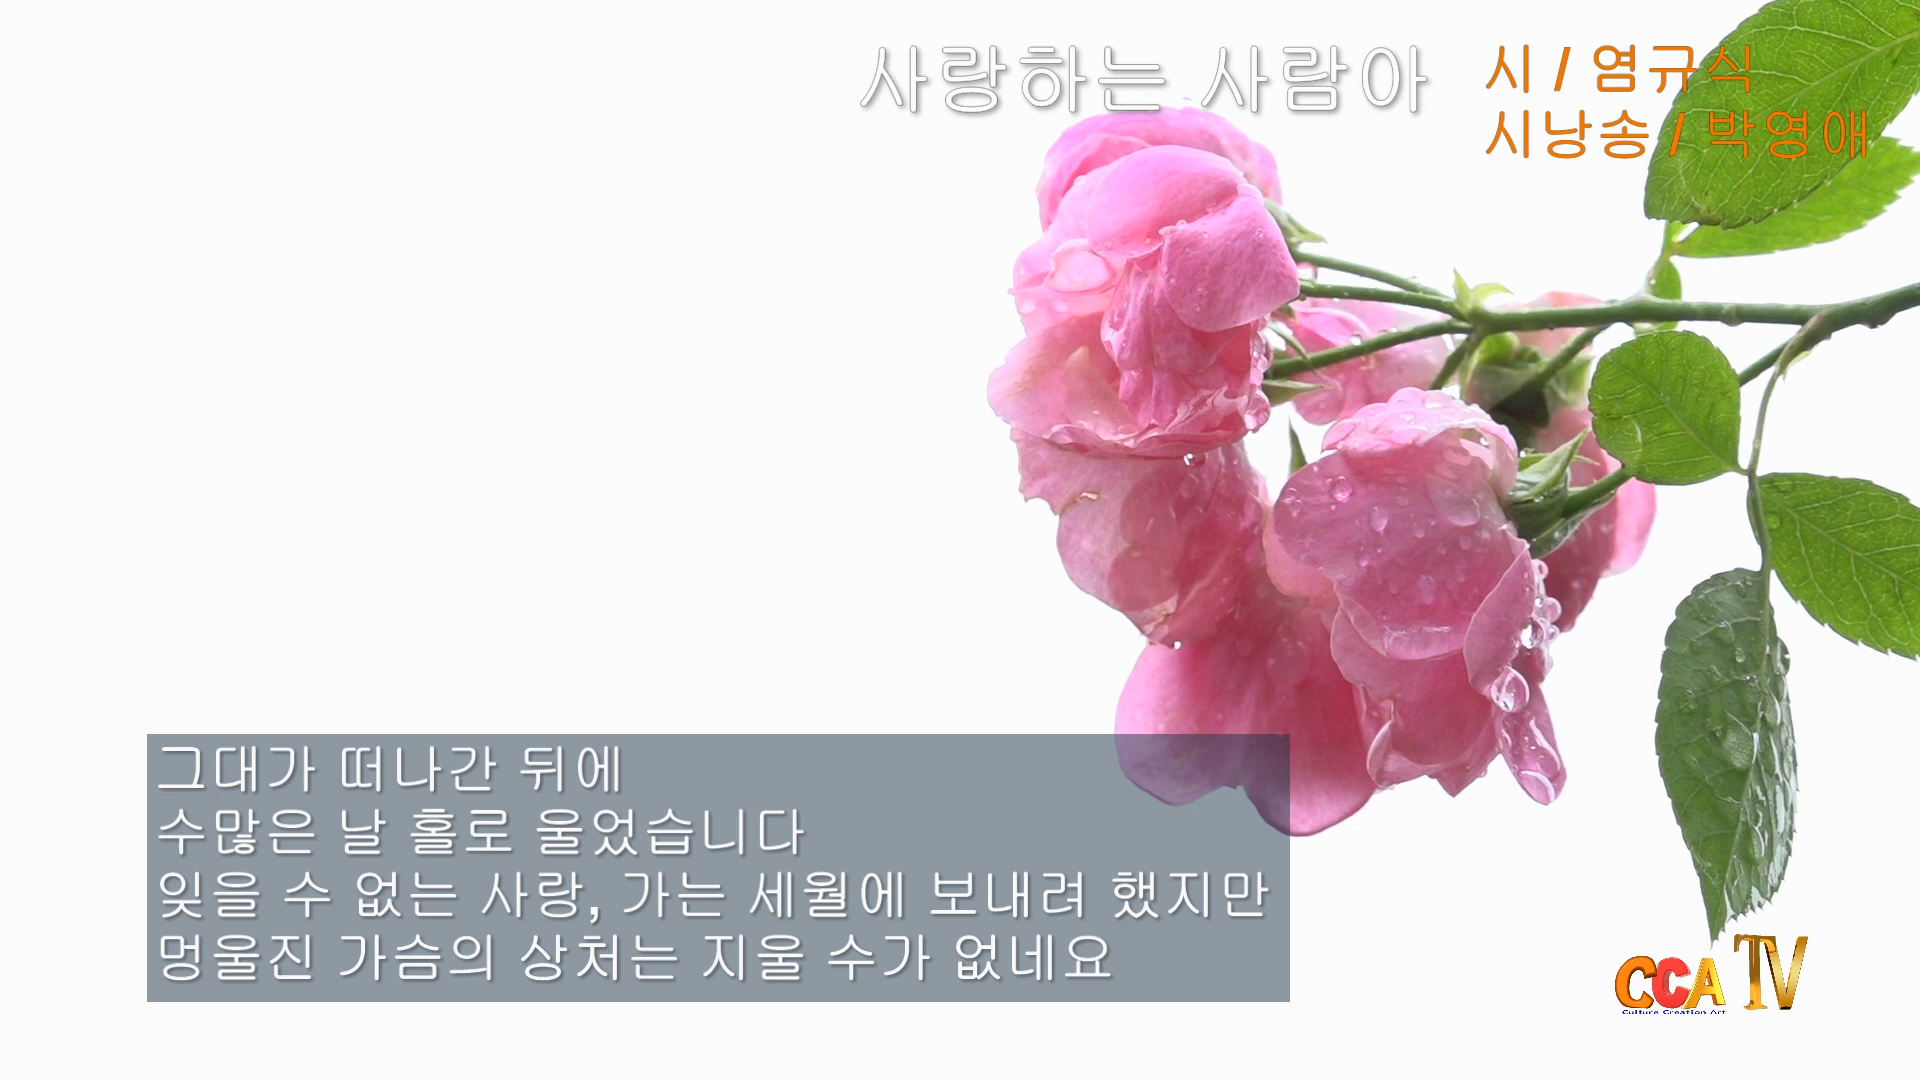 사랑하는 사람아
시 / 염규식
시낭송 / 박영애
그대가 떠나간 뒤에
수많은 날 홀로 울었습니다
잊을 수 없는 사랑, 가는 세월에 보내려 했지만
멍울진 가슴의 상처는 지울 수가 없네요
CCA TV
Culture Creation Art